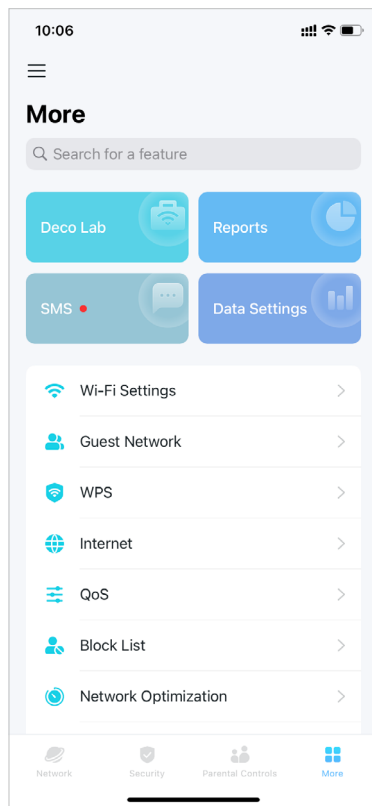 10:06
More
Search for a feature
Deco Lab
Reports
SMS
Data Settings
Wi-Fi Settings
Guest Network
WPS
Internet
QoS
Block List
Network Optimization
Network Security Parental Controls More